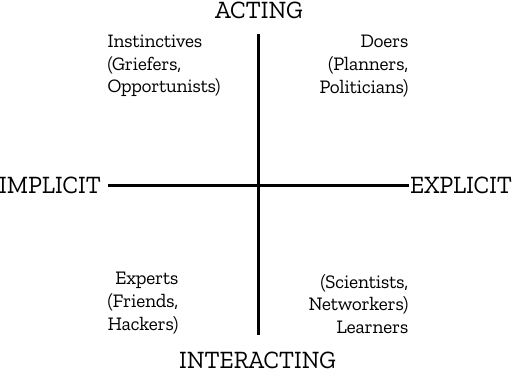 ACTING
Instinctives
(Griefers,
Opportunists)
Doers
(Planners,
Politicians)
IMPLICIT
EXPLICIT
Experts
(Friends,
Hackers)
(Scientists,
Networkers)
Learners
INTERACTING